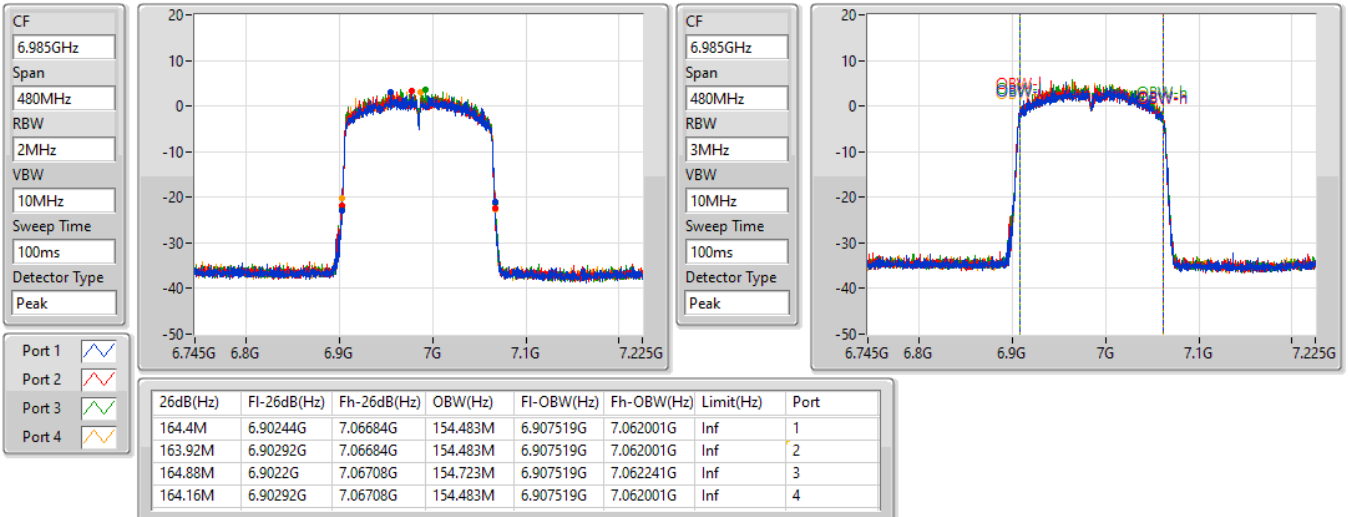 CF
6.985GHz
Span
480MHz
RBW
2MHz
VBW
10MHz
Sweep Time
100ms
Detector Type
Peak
20
10
0
-10
-20
-30
-40
-50
6.745G 6.8G 6.9G 7G 7.1G 7.225G
CF
6.985GHz
Span
480MHz
RBW
3MHz
VBW
10MHz
Sweep Time
100ms
Detector Type
Peak
20
10
0
-10
-20
-30
-40
-50
OBW-l
OBW-h
6.745G 6.8G 6.9G 7G 7.1G 7.225G
Port 1
Port 2
Port 3
Port 4
26dB(Hz) Fl-26dB(Hz) Fh-26dB(Hz) OBW(Hz) Fl-OBW(Hz) Fh-OBW(Hz) Limit(Hz) Port
164.4M 6.90244G 7.06684G 154.483M 6.907519G 7.062001G Inf 1
163.92M 6.90292G 7.06684G 154.483M 6.907519G 7.062001G Inf 2
164.88M 6.9022G 7.06708G 154.723M 6.907519G 7.062241G Inf 3
164.16M 6.90292G 7.06708G 154.483M 6.907519G 7.062001G Inf 4